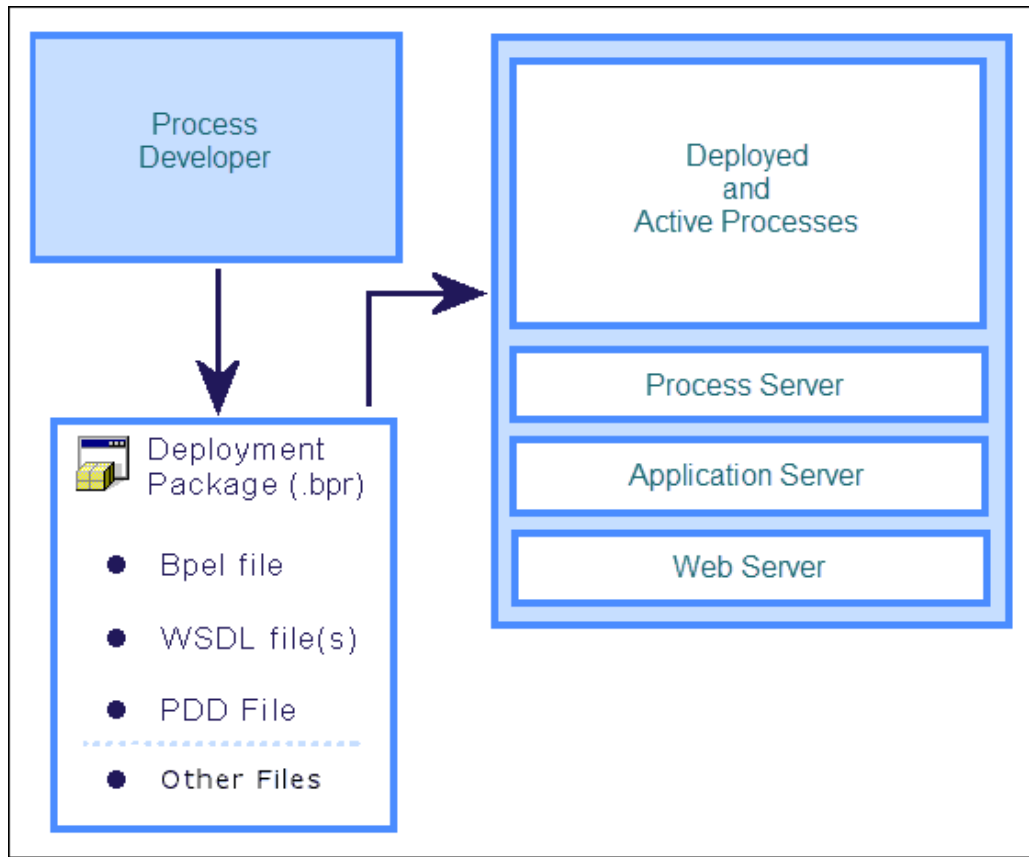 Process
Developer
Deployment
Package (.bpr)
Bpel file
WSDL file(s)
PDD File
Other Files
Deployed
and
Active Processes
Process Server
Application Server
Web Server